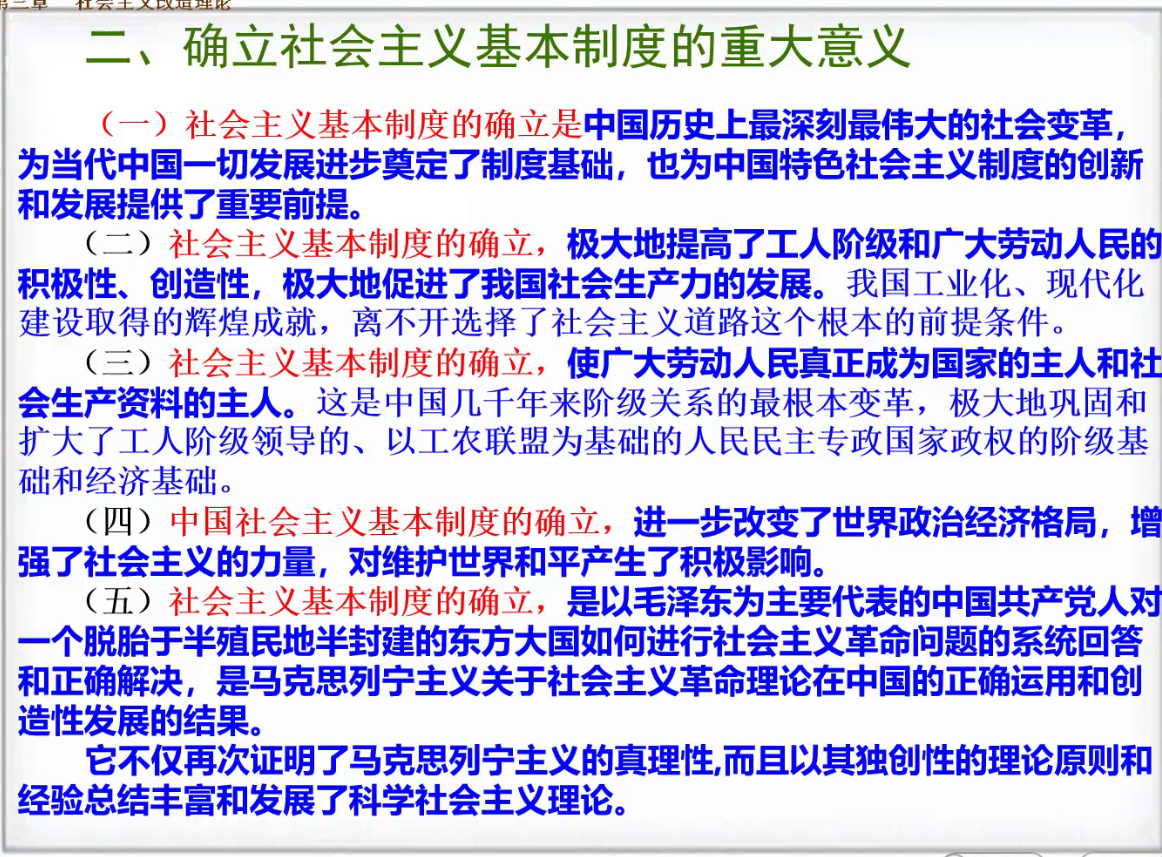 第三章 社会主义改造理论
二、确立社会主义基本制度的重大意义
（一）社会主义基本制度的确立是中国历史上最深刻最伟大的社会变革，
为当代中国一切发展进步奠定了制度基础，也为中国特色社会主义制度的创新
和发展提供了重要前提。
（二）社会主义基本制度的确立，极大地提高了工人阶级和广大劳动人民的
积极性、创造性，极大地促进了我国社会生产力的发展。我国工业化、现代化
建设取得的辉煌成就，离不开选择了社会主义道路这个根本的前提条件。
（三）社会主义基本制度的确立，使广大劳动人民真正成为国家的主人和社
会生产资料的主人。这是中国几千年来阶级关系的最根本变革，极大地巩固和
扩大了工人阶级领导的、以工农联盟为基础的人民民主专政国家政权的阶级基
础和经济基础。
（四）中国社会主义基本制度的确立，进一步改变了世界政治经济格局，增
强了社会主义的力量，对维护世界和平产生了积极影响。
（五）社会主义基本制度的确立，是以毛泽东为主要代表的中国共产党人对
一个脱胎于半殖民地半封建的东方大国如何进行社会主义革命问题的系统回答
和正确解决，是马克思列宁主义关于社会主义革命理论在中国的正确运用和创
造性发展的结果。
它不仅再次证明了马克思列宁主义的真理性,而且以其独创性的理论原则和
经验总结丰富和发展了科学社会主义理论。